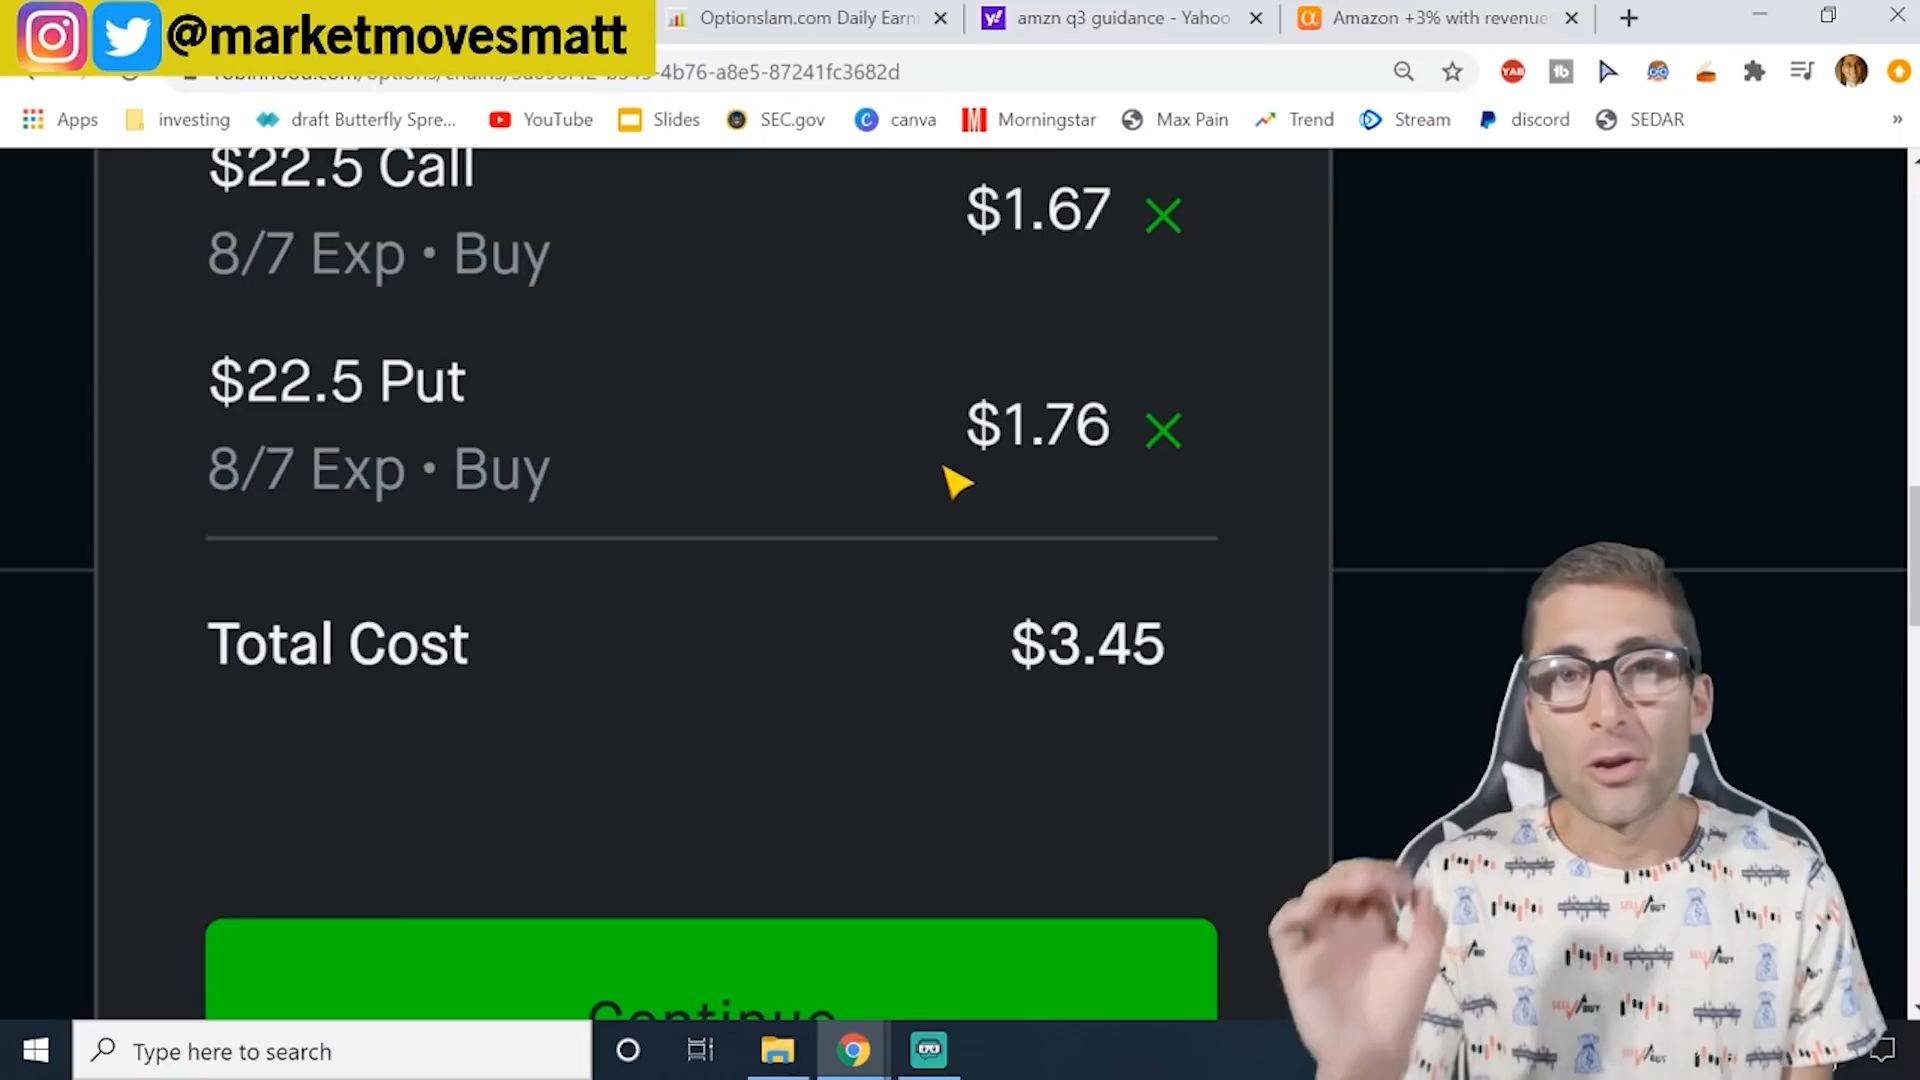 @marketmovesmatt
Optionslam.com Daily Earni
amzn q3 guidance - Yahoo
Amazon +3% with revenue
-4b76-a8e5-87241fc3682d
YAB
tb
Apps
investing
draft Butterfly Spre...
YouTube
Slides
SEC.gov
canva
Morningstar
Max Pain
Trend
Stream
discord
SEDAR
$22.5 Call
$1.67
8/7 Exp • Buy
$22.5 Put
$1.76
8/7 Exp • Buy
Total Cost
$3.45
Continue
Type here to search